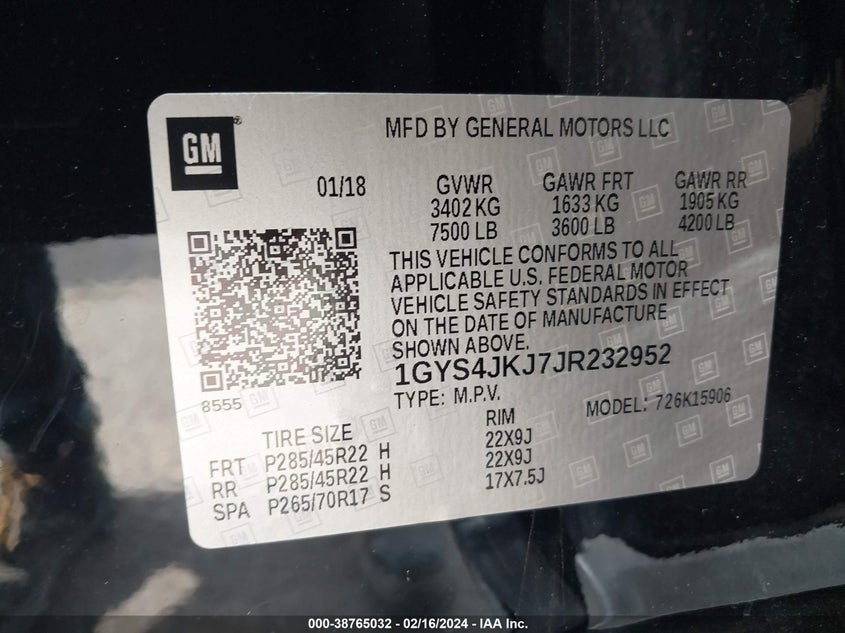 GM®
MFD BY GENERAL MOTORS LLC
01/18
GVWR GAWR FRT GAWR RR
3402 KG 1633 KG 1905 KG
7500 LB 3600 LB 4200 LB
THIS VEHICLE CONFORMS TO ALL
APPLICABLE U.S. FEDERAL MOTOR
VEHICLE SAFETY STANDARDS IN EFFECT
ON THE DATE OF MANUFACTURE
SHOWN ABOVE.
8555
1GYS4JKJ7JR232952
TYPE: M.P.V. MODEL: 726K15906
TIRE SIZE RIM
FRT P285/45R22 H 22X9J
RR P285/45R22 H 22X9J
SPA P265/70R17 S 17X7.5J
000-38765032 - 02/16/2024 - IAA Inc.